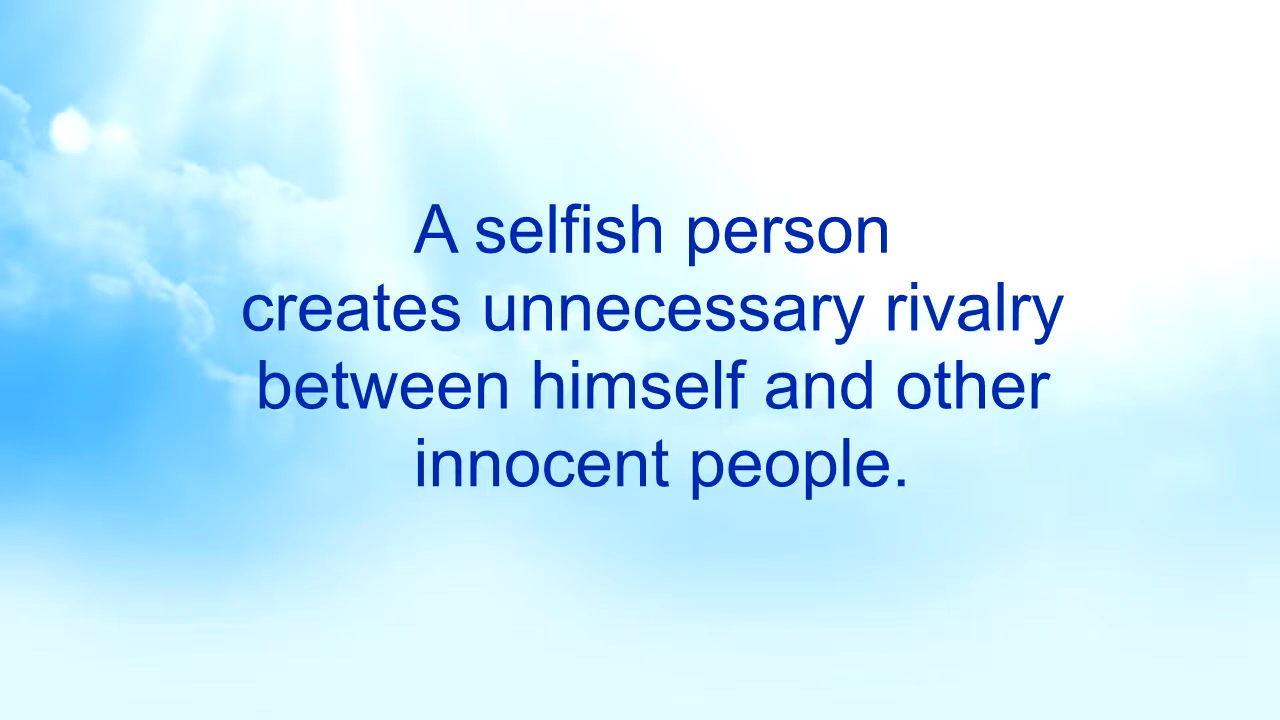 A selfish person
creates unnecessary rivalry
between himself and other
innocent people.